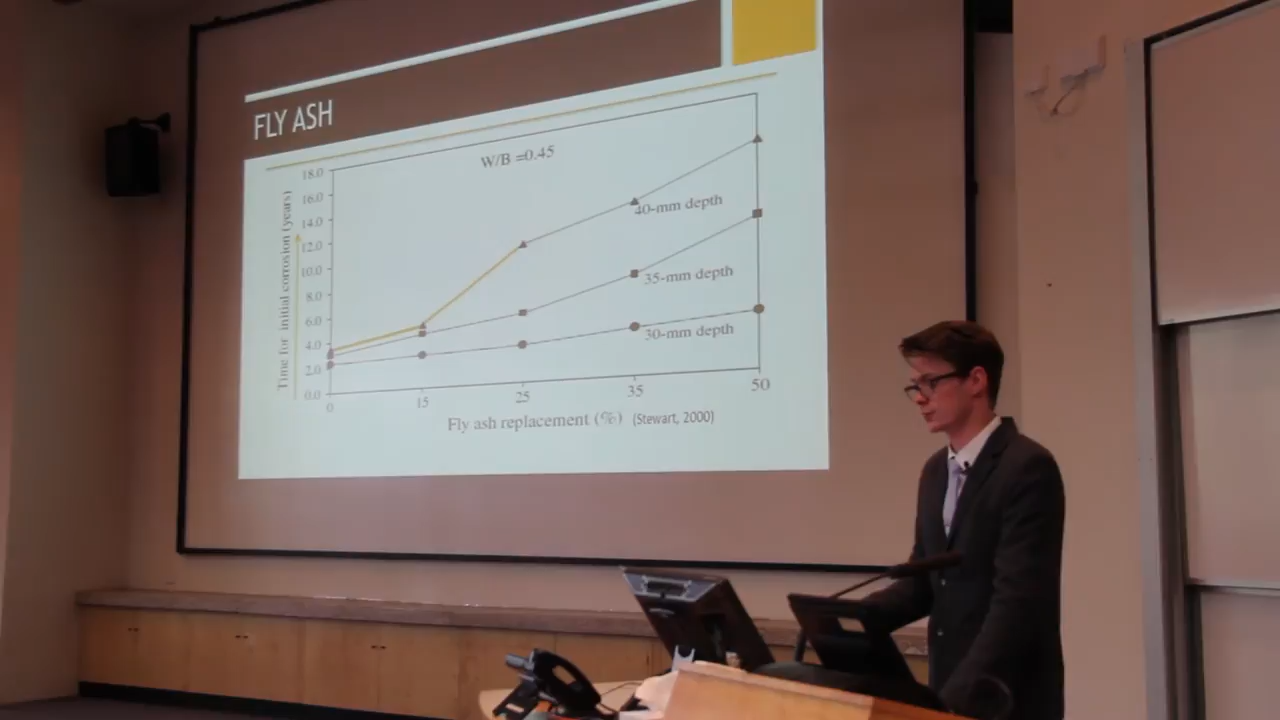 FLY ASH
W/B =0.45
Time for initial corrosion (years)
18.0
16.0
14.0
12.0
10.0
8.0
6.0
4.0
2.0
0.0
40-mm depth
35-mm depth
30-mm depth
0 15 25 35 50
Fly ash replacement (%) (Stewart, 2000)